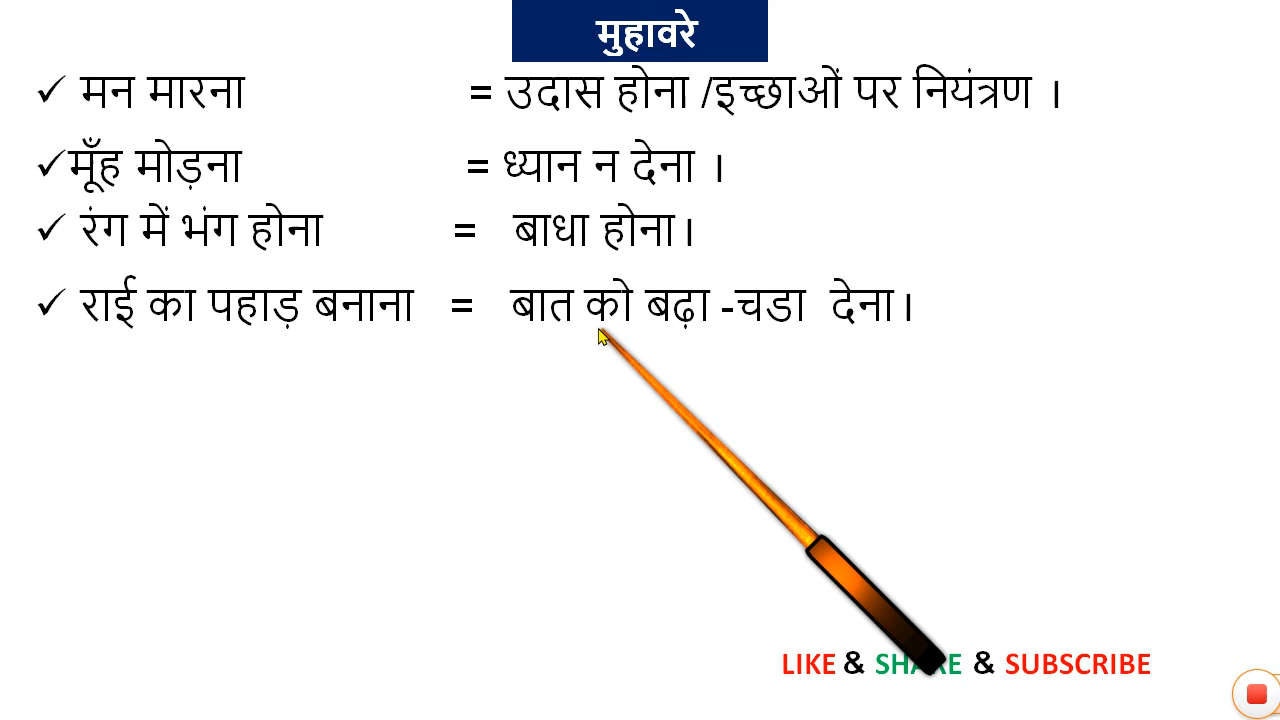 मुहावरे
✓ मन मारना = उदास होना /इच्छाओं पर नियंत्रण ।
✓ मूँह मोड़ना = ध्यान न देना ।
✓ रंग में भंग होना = बाधा होना।
✓ राई का पहाड़ बनाना = बात को बढ़ा -चडा देना।
LIKE & SHARE & SUBSCRIBE